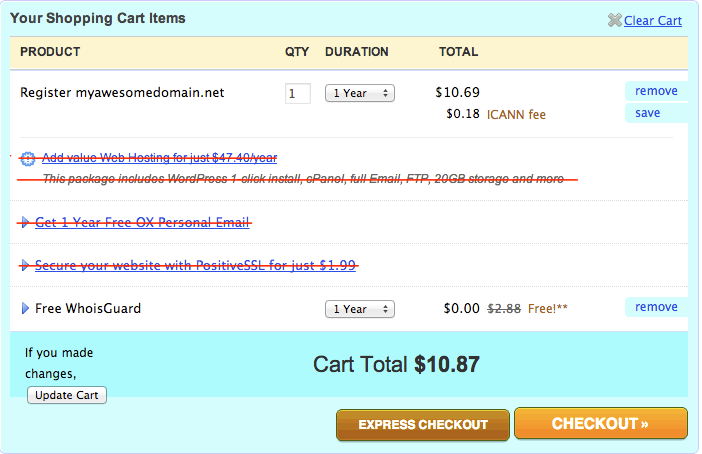 Your Shopping Cart Items
Clear Cart
PRODUCT QTY DURATION TOTAL
Register myawesomedomain.net 1 1 Year $10.69 remove
$0.18 ICANN fee save
Add value Web Hosting for just $47.40/year
This package includes WordPress 1-click install, cPanel, full Email, FTP, 20GB storage and more
Get 1 Year Free OX Personal Email
Secure your website with PositiveSSL for just $1.99
Free WhoisGuard 1 Year $0.00 $2.88 Free!** remove
If you made
changes,
Cart Total $10.87
Update Cart
EXPRESS CHECKOUT CHECKOUT »